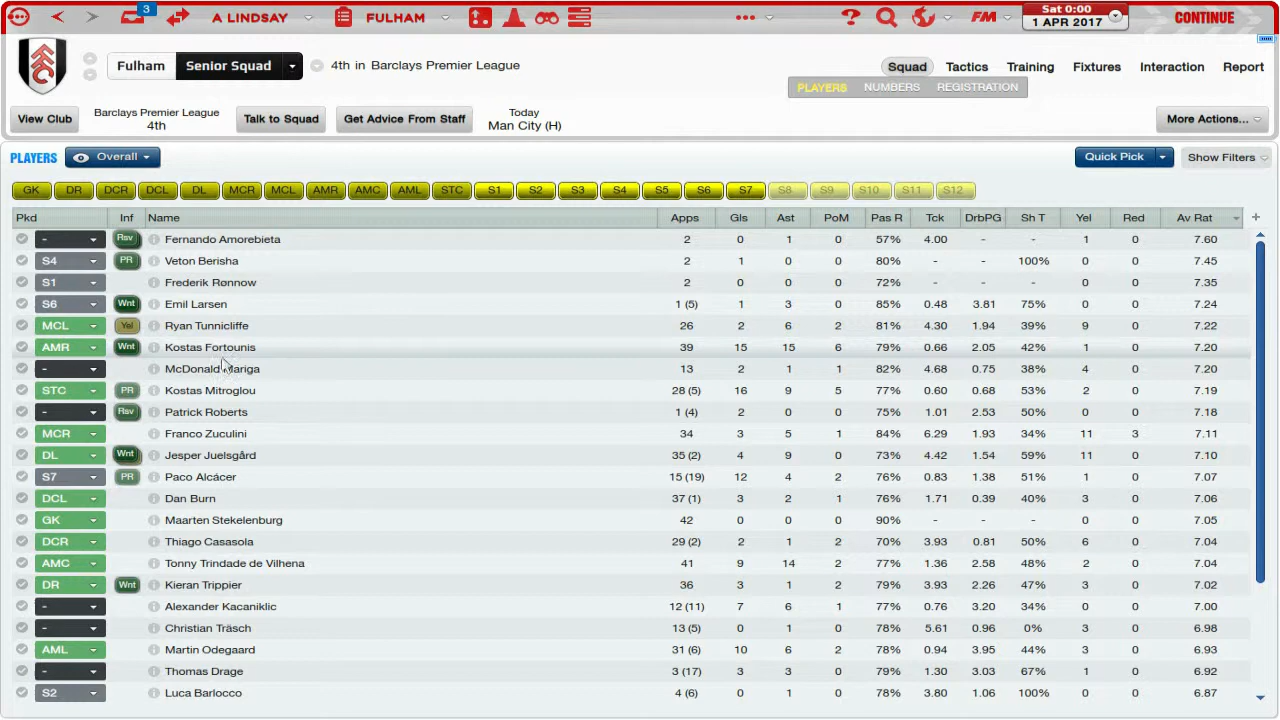 3
A LINDSAY
FULHAM
FM
Sat 0:00
1 APR 2017
CONTINUE
Fulham Senior Squad 4th in Barclays Premier League
Squad Tactics Training Fixtures Interaction Report
PLAYERS NUMBERS REGISTRATION
View Club
Barclays Premier League
4th
Talk to Squad
Get Advice From Staff
Today
Man City (H)
More Actions...
PLAYERS Overall Quick Pick Show Filters
GK DR DCR DCL DL MCR MCL AMR AMC AML STC S1 S2 S3 S4 S5 S6 S7 S8 S9 S10 S11 S12
Pkd Inf Name Apps Gls Ast PoM Pas R Tck DrbPG Sh T Yel Red Av Rat +
- Rsv Fernando Amorebieta 2 0 1 0 57% 4.00 - - 1 0 7.60
S4 PR Veton Berisha 2 1 0 0 80% - - 100% 0 0 7.45
S1 Frederik Rønnow 2 0 0 0 72% - - - 0 0 7.35
S6 Wnt Emil Larsen 1 (5) 1 3 0 85% 0.48 3.81 75% 0 0 7.24
MCL Yel Ryan Tunnicliffe 26 2 6 2 81% 4.30 1.94 39% 9 0 7.22
AMR Wnt Kostas Fortounis 39 15 15 6 79% 0.66 2.05 42% 1 0 7.20
- McDonald Mariga 13 2 1 1 82% 4.68 0.75 38% 4 0 7.20
STC PR Kostas Mitroglou 28 (5) 16 9 5 77% 0.60 0.68 53% 2 0 7.19
- Rsv Patrick Roberts 1 (4) 2 0 0 75% 1.01 2.53 50% 0 0 7.18
MCR Franco Zuculini 34 3 5 1 84% 6.29 1.93 34% 11 3 7.11
DL Wnt Jesper Juelsgård 35 (2) 4 9 0 73% 4.42 1.54 59% 11 0 7.10
S7 PR Paco Alcácer 15 (19) 12 4 2 76% 0.83 1.38 51% 1 0 7.07
DCL Dan Burn 37 (1) 3 2 1 76% 1.71 0.39 40% 3 0 7.06
GK Maarten Stekelenburg 42 0 0 0 90% - - - 0 0 7.05
DCR Thiago Casasola 29 (2) 2 1 2 70% 3.93 0.81 50% 6 0 7.04
AMC Tonny Trindade de Vilhena 41 9 14 2 77% 1.36 2.58 48% 2 0 7.04
DR Wnt Kieran Trippier 36 3 1 2 79% 3.93 2.26 47% 3 0 7.02
- Alexander Kacaniklic 12 (11) 7 6 1 77% 0.76 3.20 34% 3 0 7.00
- Christian Träsch 13 (5) 0 1 0 78% 5.61 0.96 0% 3 0 6.98
AML Martin Odegaard 31 (6) 10 6 2 78% 0.94 3.95 44% 3 0 6.93
- Thomas Drage 3 (17) 3 3 0 79% 1.30 3.03 67% 1 0 6.92
S2 Luca Barlocco 4 (6) 0 1 0 78% 3.80 1.06 100% 0 0 6.87